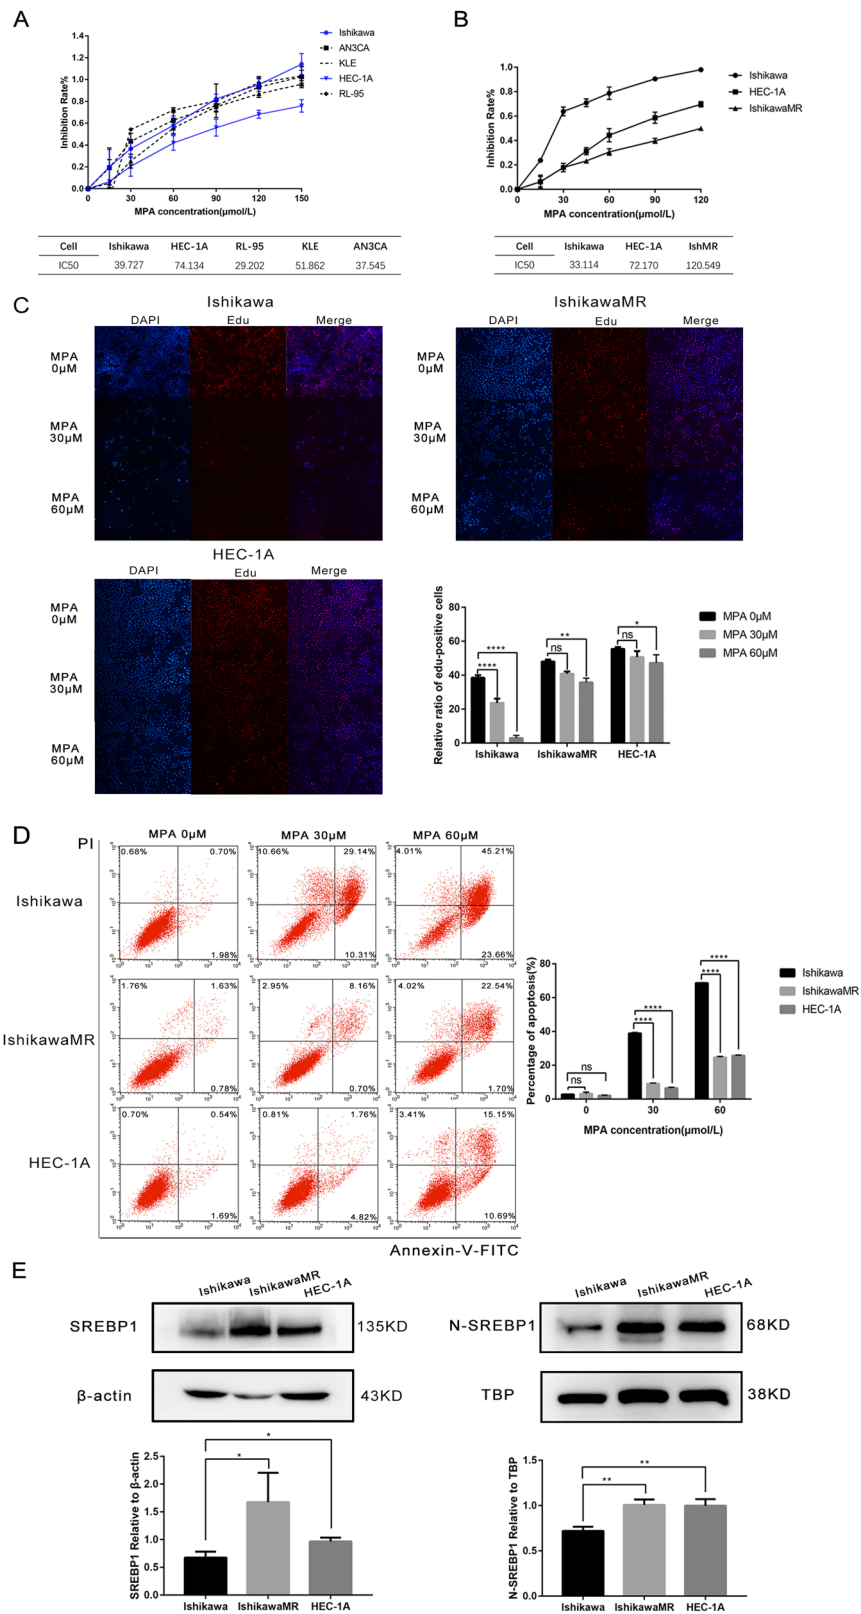 A
Ishikawa
AN3CA
KLE
HEC-1A
RL-95
Inhibition Rate%
1.4
1.2
1.0
0.8
0.6
0.4
0.2
0.0
0 30 60 90 120 150
MPA concentration(μmol/L)
Cell Ishikawa HEC-1A RL-95 KLE AN3CA
IC50 39.727 74.134 29.202 51.862 37.545
B
Ishikawa
HEC-1A
IshikawaMR
Inhibition Rate%
1.0
0.8
0.6
0.4
0.2
0.0
0 30 60 90 120
MPA concentration(μmol/L)
Cell Ishikawa HEC-1A IshMR
IC50 33.114 72.170 120.549
C
Ishikawa
DAPI Edu Merge
MPA
0μM
MPA
30μM
MPA
60μM
IshikawaMR
DAPI Edu Merge
MPA
0μM
MPA
30μM
MPA
60μM
HEC-1A
DAPI Edu Merge
MPA
0μM
MPA
30μM
MPA
60μM
Relative ratio of edu-positive cells
80
60
40
20
0
**** **** ns ** ns *
Ishikawa IshikawaMR HEC-1A
MPA 0μM
MPA 30μM
MPA 60μM
D
PI
MPA 0μM MPA 30μM MPA 60μM
Ishikawa
0.68% 0.70% 10.66% 29.14% 4.01% 45.21%
1.98% 10.31% 23.66%
IshikawaMR
1.76% 1.63% 2.95% 8.16% 4.02% 22.54%
0.78% 0.70% 1.70%
HEC-1A
0.70% 0.54% 0.81% 1.76% 3.41% 15.15%
1.69% 4.82% 10.69%
Annexin-V-FITC
Percentage of apoptosis(%)
100
80
60
40
20
0
ns ns **** **** **** ****
0 30 60
MPA concentration(μmol/L)
Ishikawa
IshikawaMR
HEC-1A
E
Ishikawa IshikawaMR HEC-1A
SREBP1 135KD
β-actin 43KD
SREBP1 Relative to β-actin
2.5
2.0
1.5
1.0
0.5
0.0
* *
Ishikawa IshikawaMR HEC-1A
Ishikawa IshikawaMR HEC-1A
N-SREBP1 68KD
TBP 38KD
N-SREBP1 Relative to TBP
1.5
1.0
0.5
0.0
** **
Ishikawa IshikawaMR HEC-1A